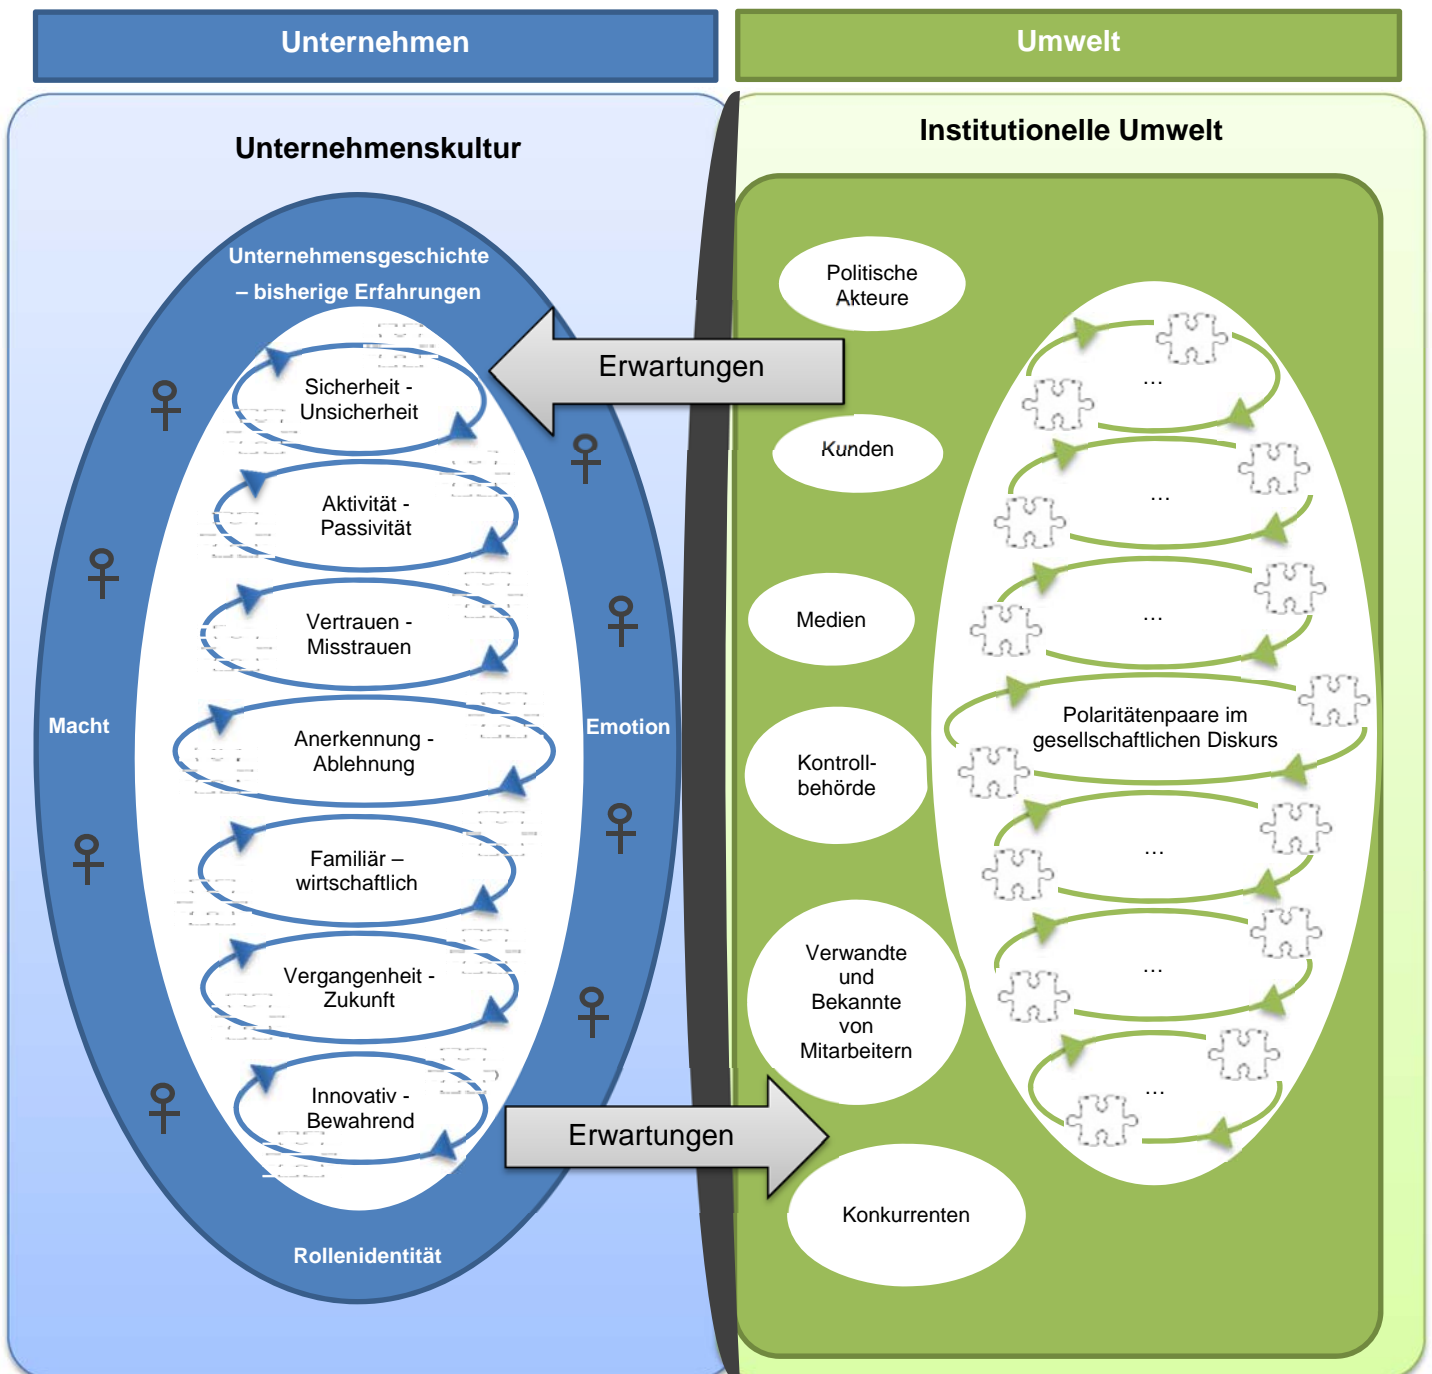 Unternehmen
Umwelt
Unternehmenskultur
Institutionelle Umwelt
Unternehmensgeschichte
– bisherige Erfahrungen
Sicherheit -
Unsicherheit
Aktivität -
Passivität
Vertrauen -
Misstrauen
Macht
Anerkennung -
Ablehnung
Emotion
Familiär –
wirtschaftlich
Vergangenheit -
Zukunft
Innovativ -
Bewahrend
Rollenidentität
Erwartungen
Erwartungen
Politische
Akteure
Kunden
Medien
Kontroll-
behörde
Verwandte
und
Bekannte
von
Mitarbeitern
Konkurrenten
...
...
...
Polaritätenpaare im
gesellschaftlichen Diskurs
...
...
...